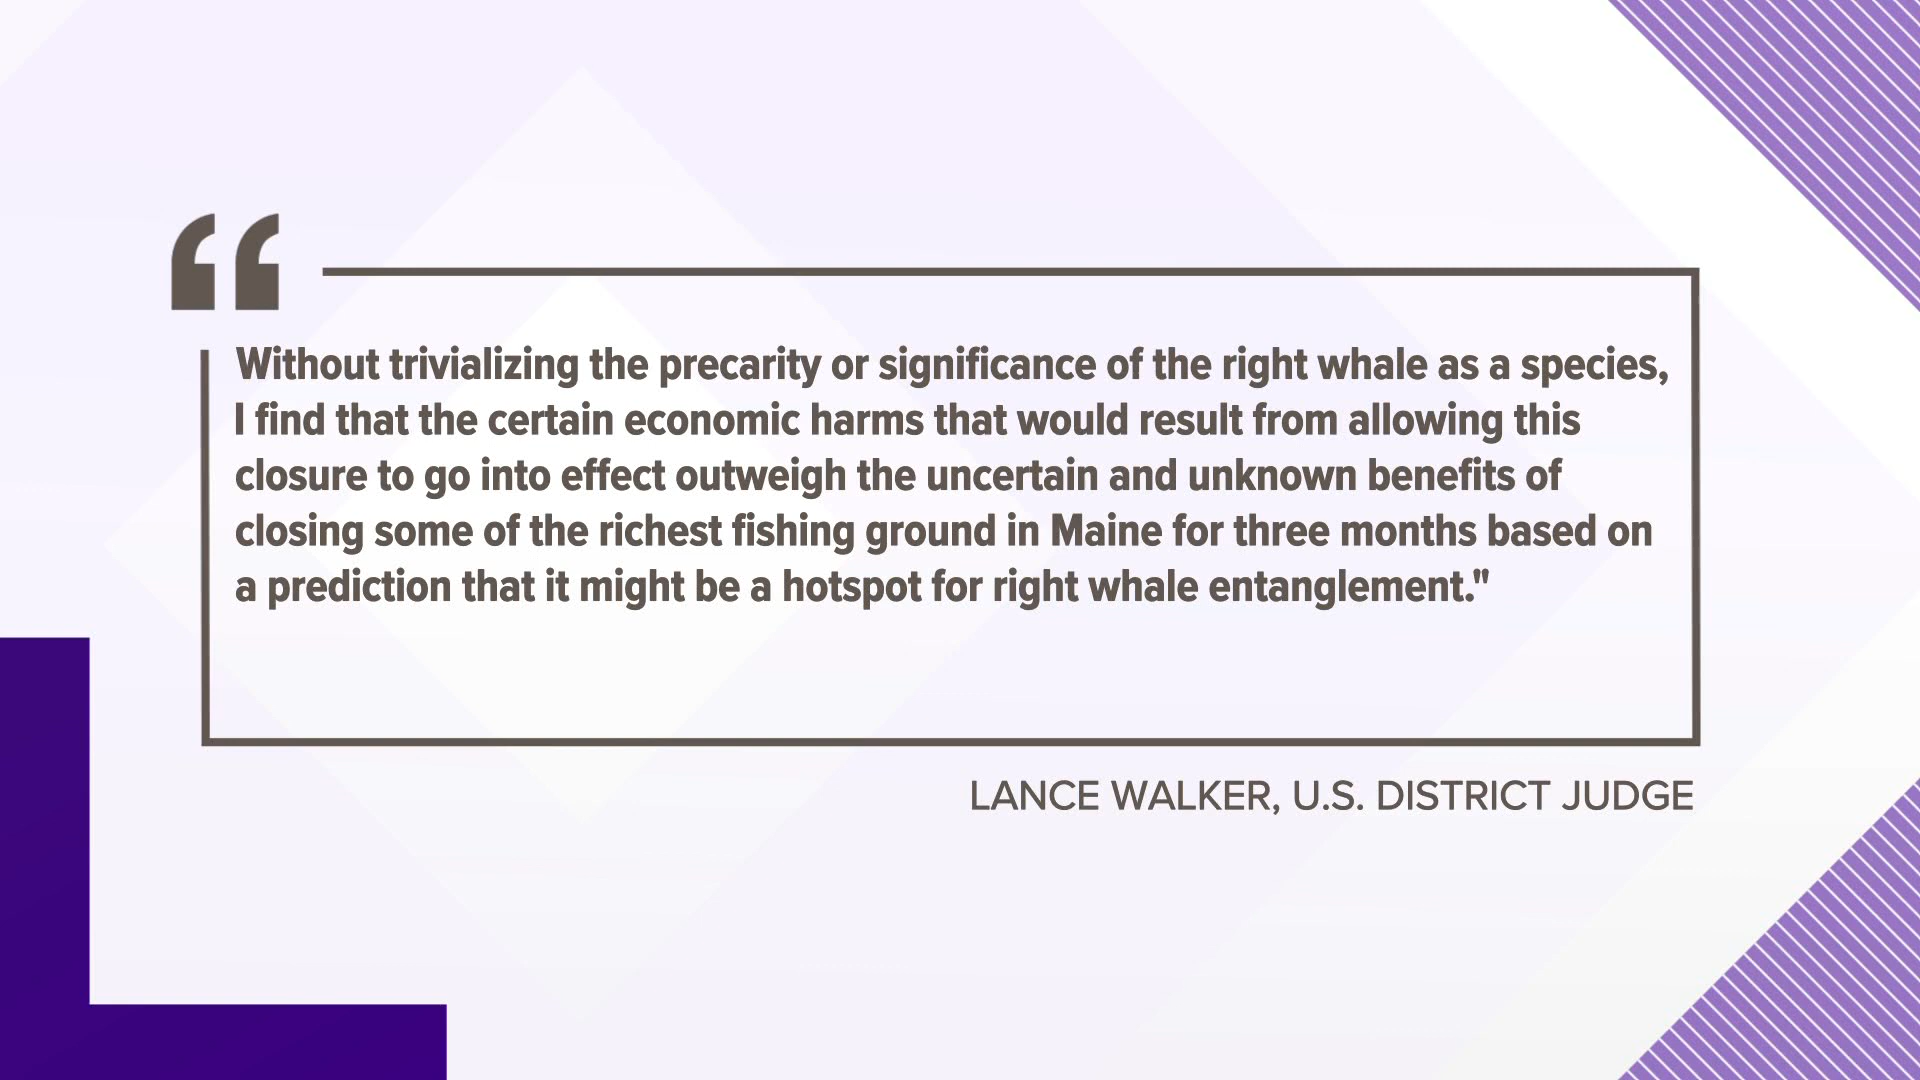 “
Without trivializing the precarity or significance of the right whale as a species,
I find that the certain economic harms that would result from allowing this
closure to go into effect outweigh the uncertain and unknown benefits of
closing some of the richest fishing ground in Maine for three months based on
a prediction that it might be a hotspot for right whale entanglement."
LANCE WALKER, U.S. DISTRICT JUDGE